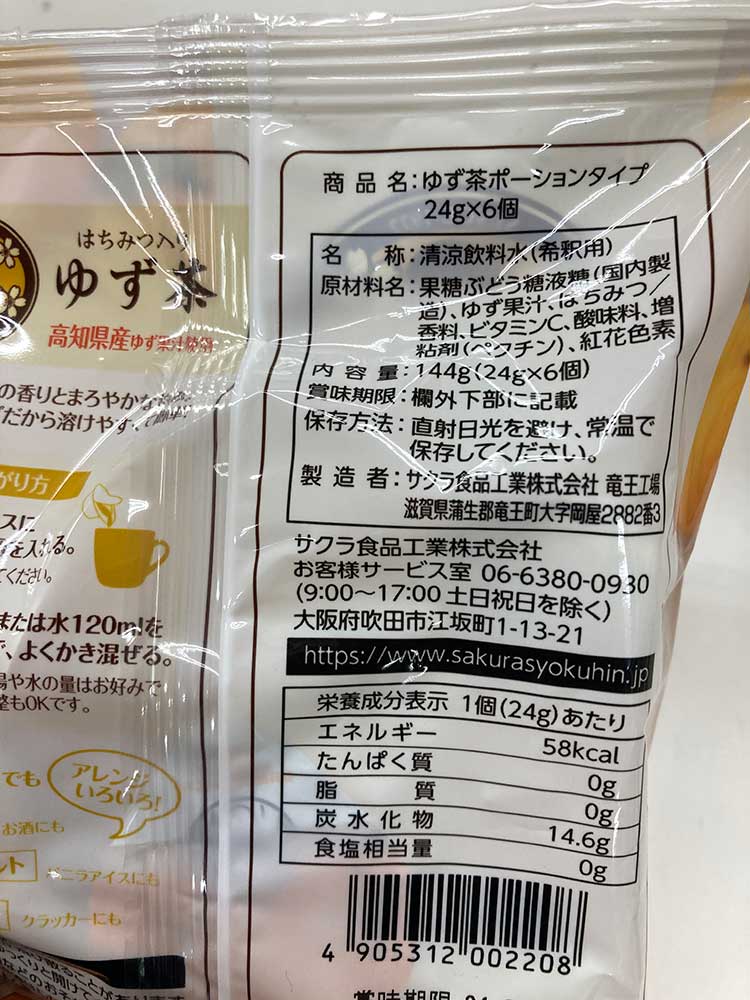 はちみつ入り
ゆず茶
高知県産ゆず果汁使用
の香りとまろやかな
だから溶けやすく
がり方
スに
を入れる。
ください。
または水120mlを
で、よくかき混ぜる。
湯や水の量はお好みで
整もOKです。
でも
アレンジ
いろいろ!
お酒にも
バニラアイスにも
クラッカーにも
商品名:ゆず茶ポーションタイプ
24g×6個
名称:清涼飲料水(希釈用)
原材料名:果糖ぶどう糖液糖(国内製
造)、ゆず果汁、はちみつ/
香料、ビタミンC、酸味料、増
粘剤(ペクチン)、紅花色素
内容量:144g(24g×6個)
賞味期限:欄外下部に記載
保存方法:直射日光を避け、常温で
保存してください。
製造者:サクラ食品工業株式会社 竜王工場
滋賀県蒲生郡竜王町大字岡屋2882番3
サクラ食品工業株式会社
お客様サービス室 06-6380-0930
(9:00〜17:00 土日祝日を除く)
大阪府吹田市江坂町1-13-21
https://www.sakurasyokuhin.jp
栄養成分表示 1個(24g)あたり
エネルギー 58kcal
たんぱく質 0g
脂質 0g
炭水化物 14.6g
食塩相当量 0g
4 905312 002208
賞味期限